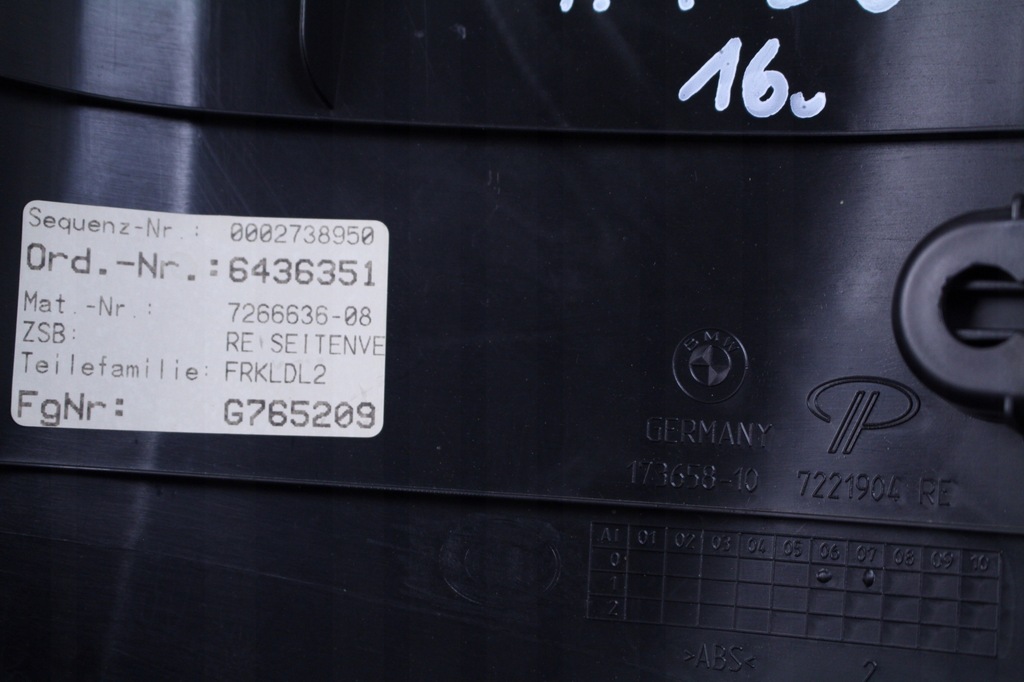 16v
Sequenz-Nr.: 0002738950
Ord.-Nr.: 6436351
Mat.-Nr.: 7266636-08
ZSB: RE SEITENVE
Teilefamilie: FRKLDL2
FgNr: G765209
BMW
GERMANY
173658-10 7221904 RE
AI 01 02 03 04 05 06 07 08 09 10
0
1
2
>ABS< 2